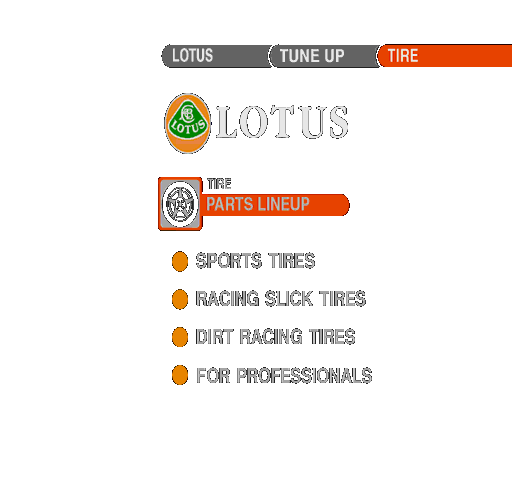 LOTUS TUNE UP TIRE
LOTUS LOTUS
TIRE
PARTS LINEUP
SPORTS TIRES
RACING SLICK TIRES
DIRT RACING TIRES
FOR PROFESSIONALS